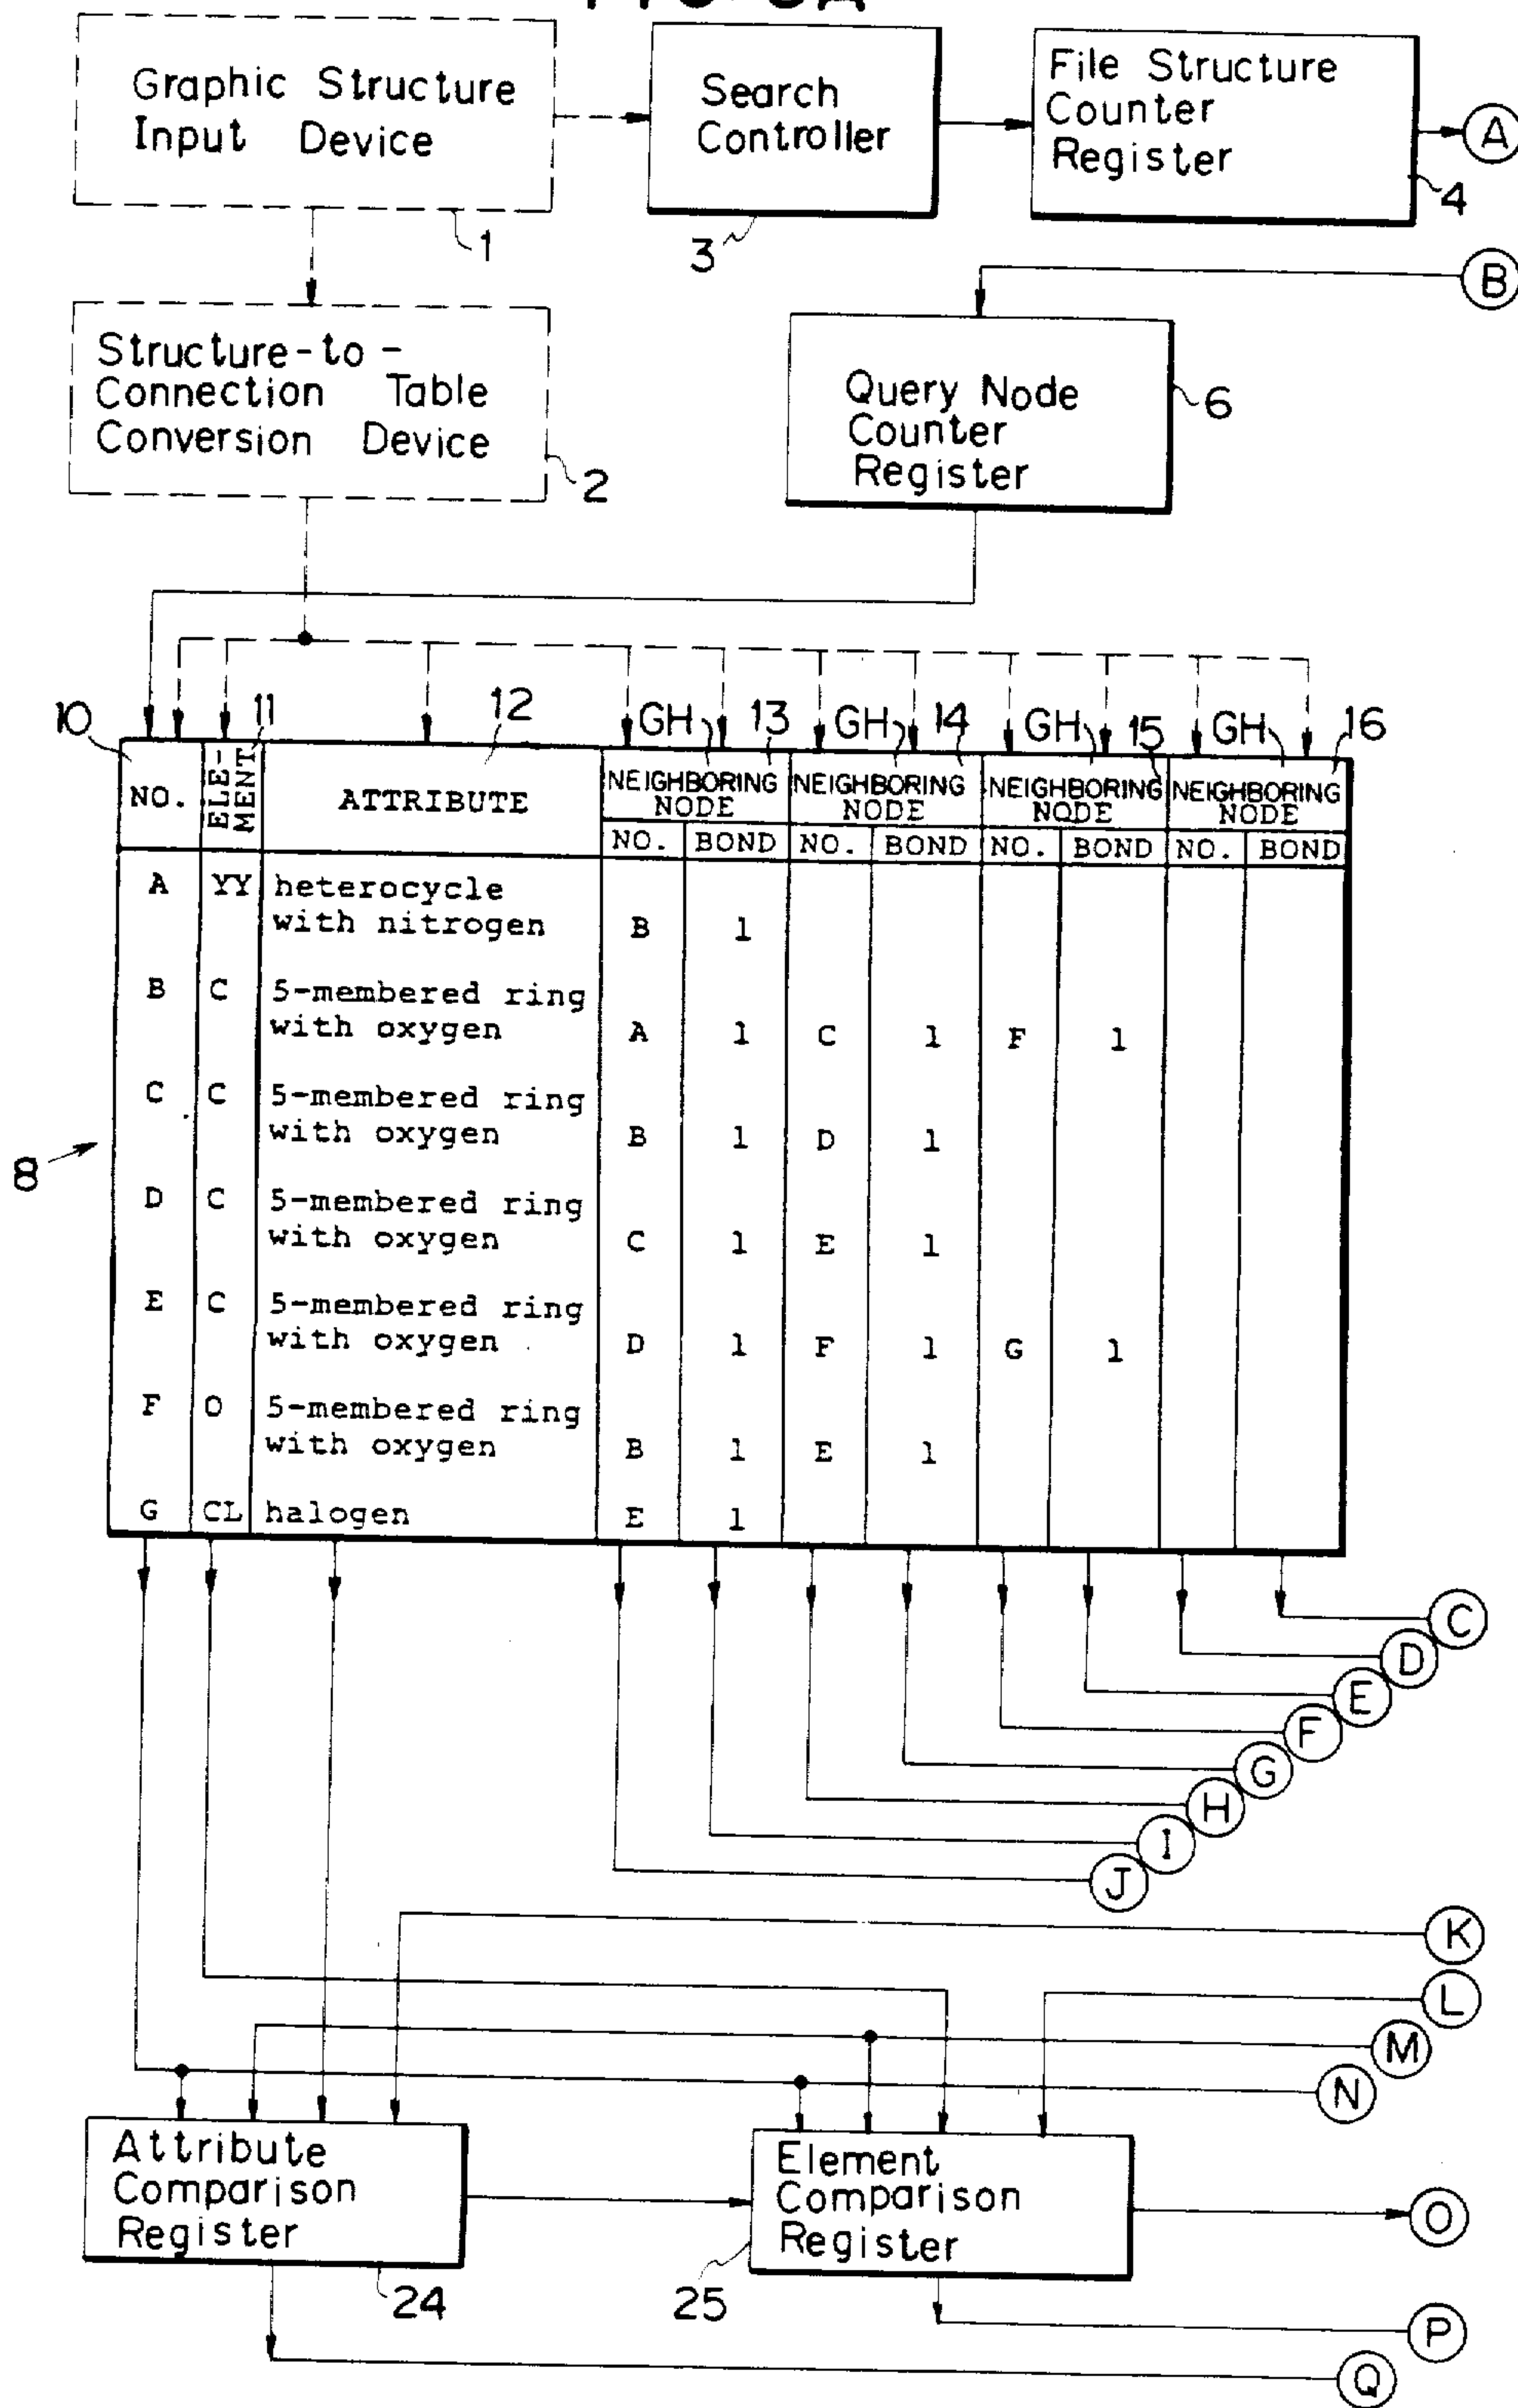 Graphic Structure
Input Device
1
Search
Controller
3
File Structure
Counter
Register
4
A
B
Structure-to-
Connection Table
Conversion Device
2
Query Node
Counter
Register
6
10
11
12
GH
13
GH
14
GH
15
GH
16
NO.
ELE-
MENT
ATTRIBUTE
NEIGHBORING
NODE
NEIGHBORING
NODE
NEIGHBORING
NODE
NEIGHBORING
NODE
NO. BOND NO. BOND NO. BOND NO. BOND
A YY heterocycle
with nitrogen B 1
B C 5-membered ring
with oxygen A 1 C 1 F 1
C C 5-membered ring
with oxygen B 1 D 1
8
D C 5-membered ring
with oxygen C 1 E 1
E C 5-membered ring
with oxygen D 1 F 1 G 1
F O 5-membered ring
with oxygen B 1 E 1
G CL halogen E 1
C
D
E
F
G
H
I
J
K
L
M
N
Attribute
Comparison
Register
24
Element
Comparison
Register
25
O
P
Q